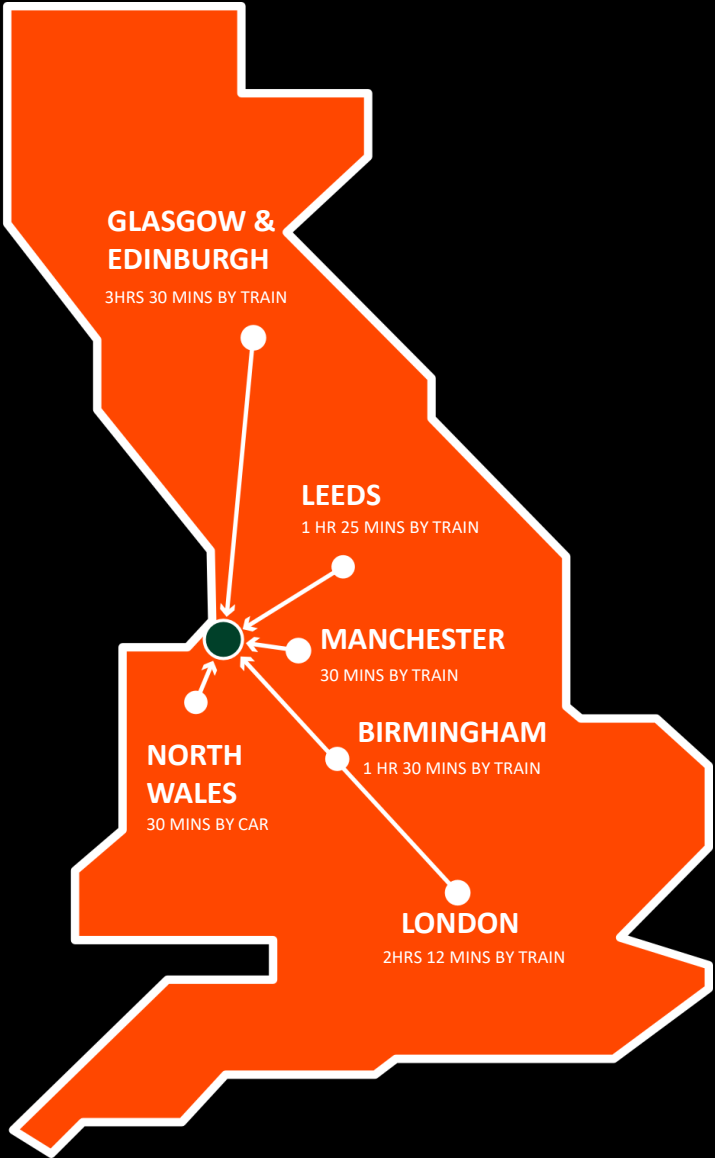 GLASGOW &
EDINBURGH
3HRS 30 MINS BY TRAIN
LEEDS
1 HR 25 MINS BY TRAIN
MANCHESTER
30 MINS BY TRAIN
BIRMINGHAM
1 HR 30 MINS BY TRAIN
NORTH
WALES
30 MINS BY CAR
LONDON
2HRS 12 MINS BY TRAIN